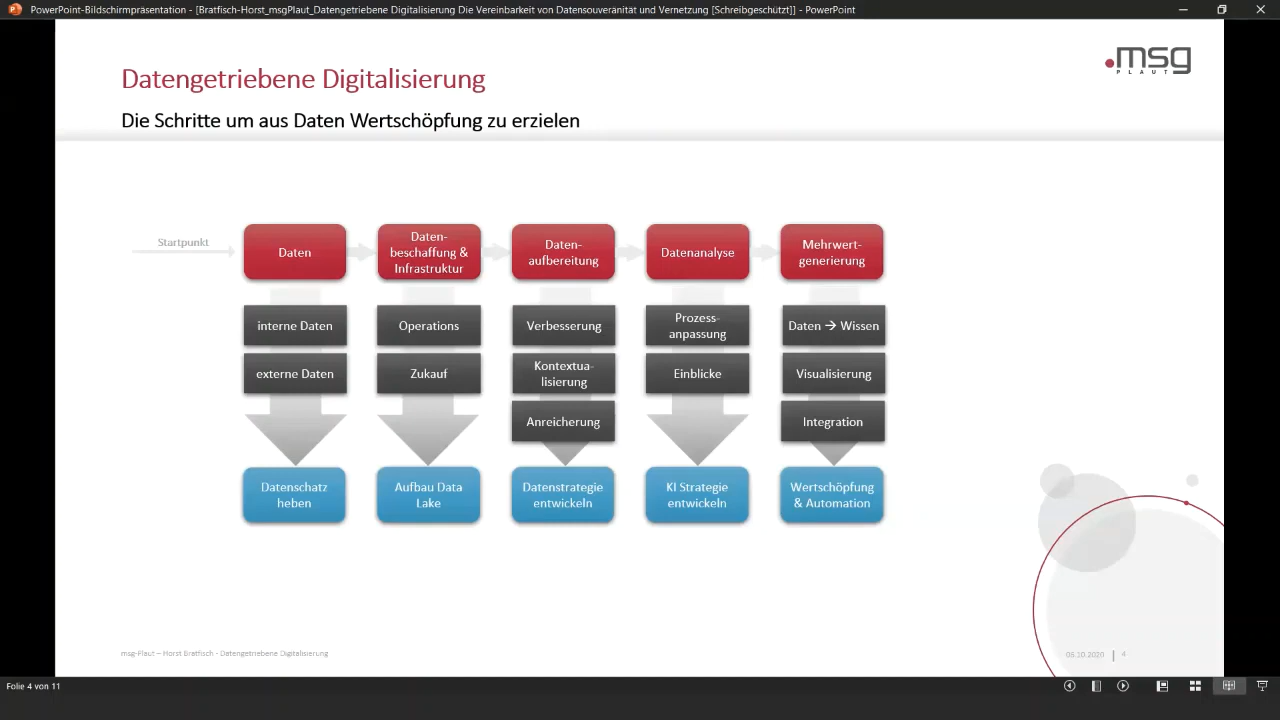 PowerPoint-Bildschirmpräsentation - [Bratfisch-Horst_msgPlaut_Datengetriebene Digitalisierung Die Vereinbarkeit von Datensouveränität und Vernetzung [Schreibgeschützt]] - PowerPoint
.msg
PLAUT
Datengetriebene Digitalisierung
Die Schritte um aus Daten Wertschöpfung zu erzielen
Startpunkt
Daten
Daten-
beschaffung &
Infrastruktur
Daten-
aufbereitung
Datenanalyse
Mehrwert-
generierung
interne Daten
Operations
Verbesserung
Prozess-
anpassung
Daten → Wissen
externe Daten
Zukauf
Kontextua-
lisierung
Einblicke
Visualisierung
Anreicherung
Integration
Datenschatz
heben
Aufbau Data
Lake
Datenstrategie
entwickeln
KI Strategie
entwickeln
Wertschöpfung
& Automation
msg-Plaut – Horst Bratfisch - Datengetriebene Digitalisierung
08.10.2020 | 4
Folie 4 von 11